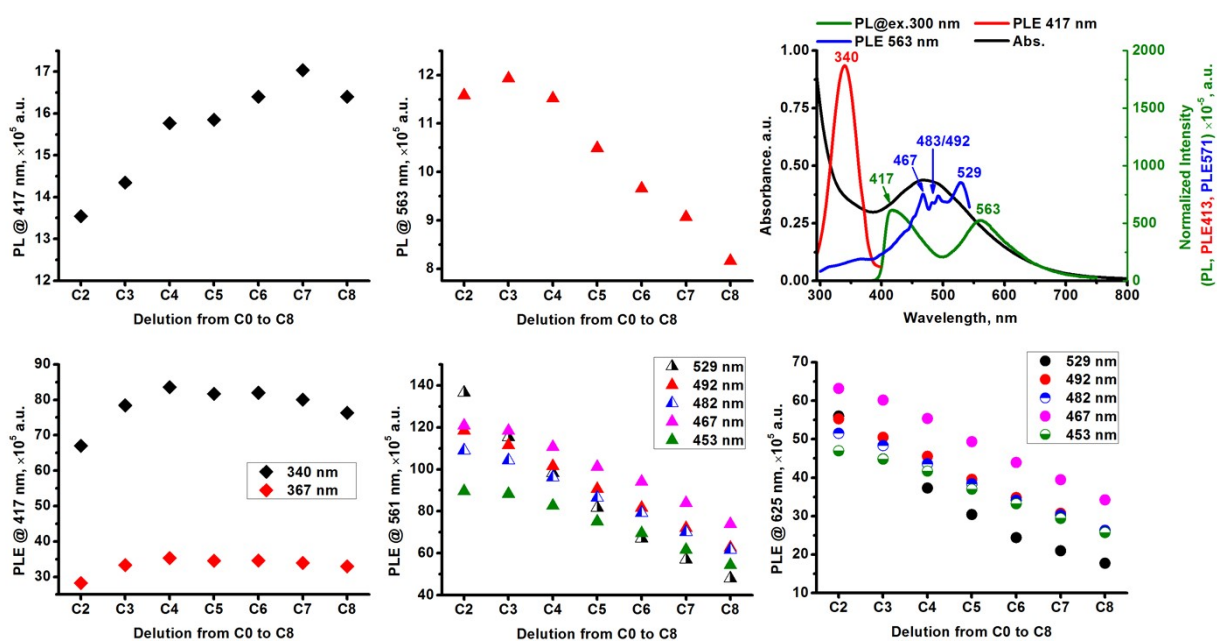 PL@ex.300 nm PLE 417 nm
PLE 563 nm Abs.
17
16
15
14
13
12
PL @ 417 nm, ×10⁵ a.u.
C2 C3 C4 C5 C6 C7 C8
Delution from C0 to C8
12
11
10
9
8
PL @ 563 nm, ×10⁵ a.u.
C2 C3 C4 C5 C6 C7 C8
Delution from C0 to C8
1.00
0.75
0.50
0.25
0.00
Absorbance. a.u.
340
483/492
467
529
417
563
2000
1500
1000
500
0
Normalized Intensity
(PL, PLE413, PLE571) ×10⁻⁵, a.u.
300 400 500 600 700 800
Wavelength, nm
90
80
70
60
50
40
30
PLE @ 417 nm, ×10⁵ a.u.
340 nm
367 nm
C2 C3 C4 C5 C6 C7 C8
Delution from C0 to C8
140
120
100
80
60
40
PLE @ 561 nm, ×10⁵ a.u.
529 nm
492 nm
482 nm
467 nm
453 nm
C2 C3 C4 C5 C6 C7 C8
Delution from C0 to C8
70
60
50
40
30
20
10
PLE @ 625 nm, ×10⁵ a.u.
529 nm
492 nm
482 nm
467 nm
453 nm
C2 C3 C4 C5 C6 C7 C8
Delution from C0 to C8